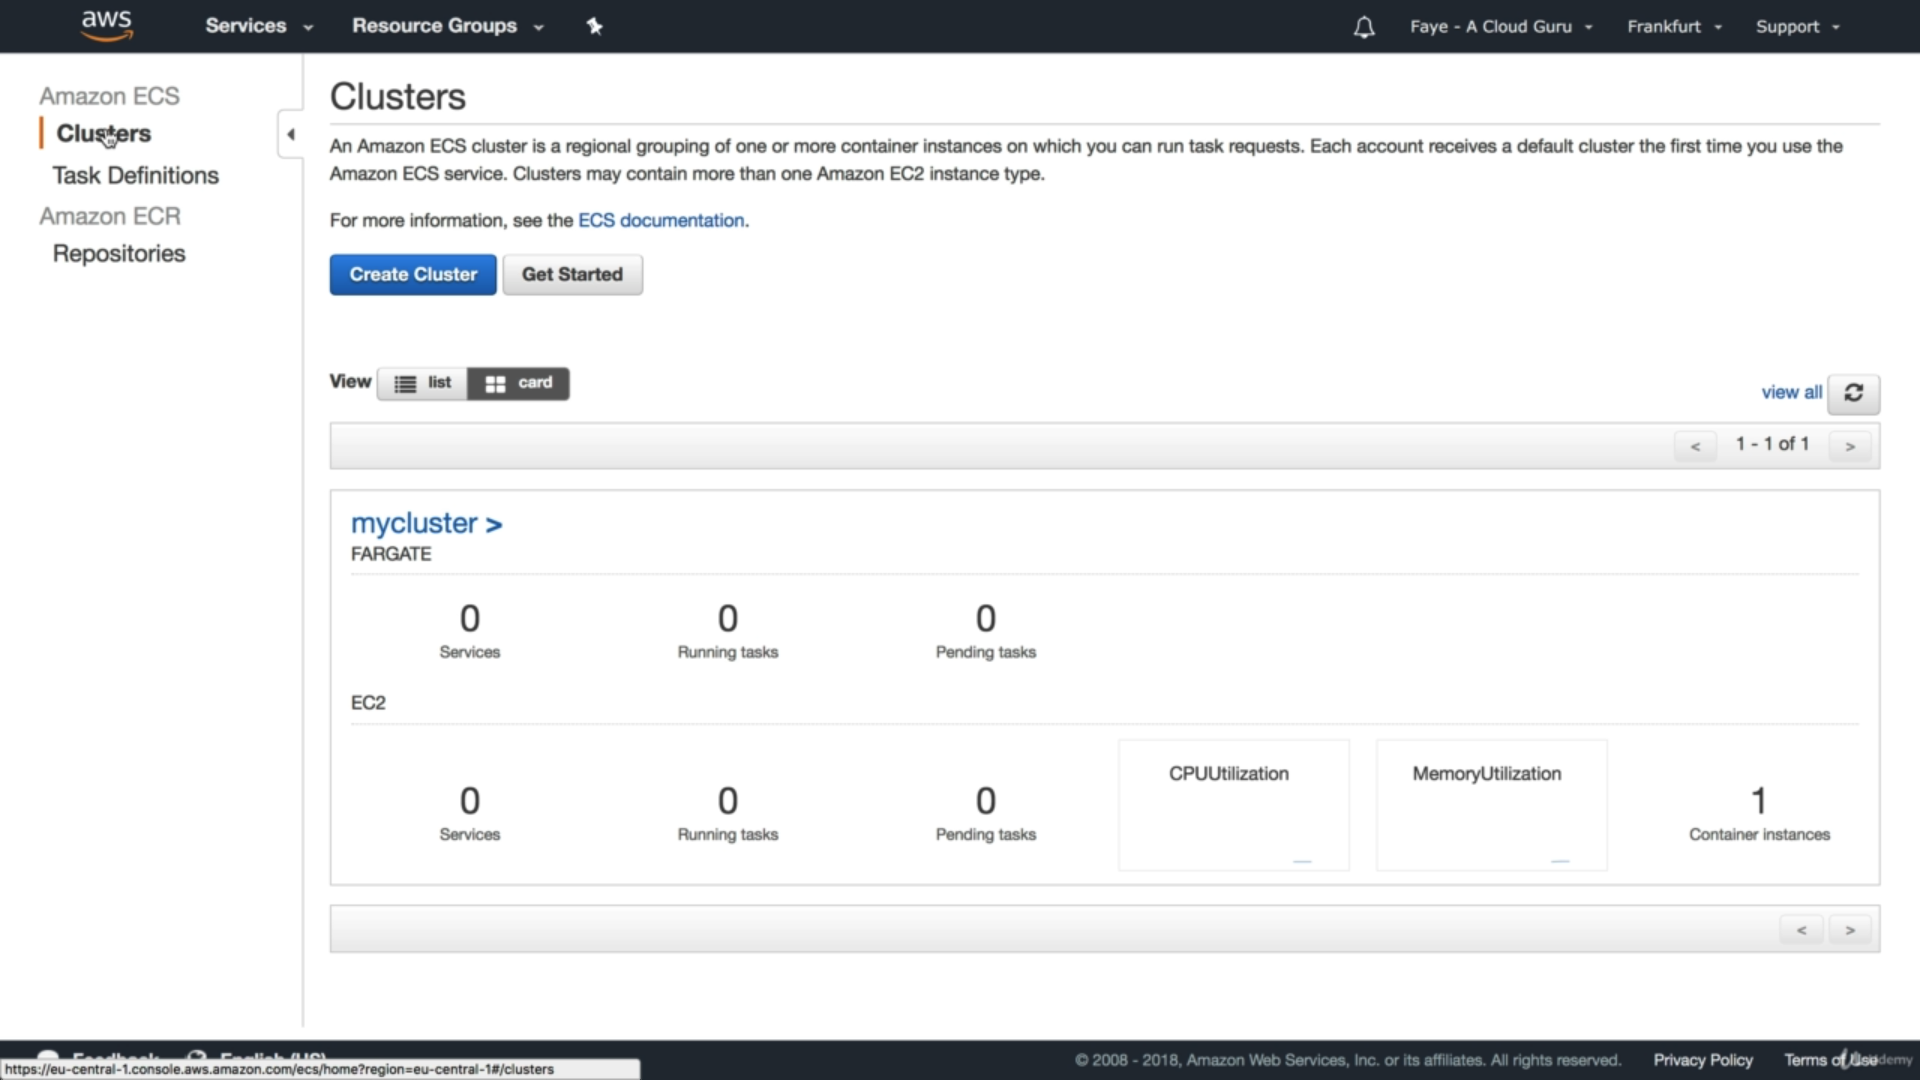 aws
Services
Resource Groups
Faye - A Cloud Guru
Frankfurt
Support
Amazon ECS
Clusters
Task Definitions
Amazon ECR
Repositories
Clusters
An Amazon ECS cluster is a regional grouping of one or more container instances on which you can run task requests. Each account receives a default cluster the first time you use the
Amazon ECS service. Clusters may contain more than one Amazon EC2 instance type.
For more information, see the ECS documentation.
Create Cluster
Get Started
View
list
card
view all
< 1 - 1 of 1 >
mycluster >
FARGATE
0
Services
0
Running tasks
0
Pending tasks
EC2
0
Services
0
Running tasks
0
Pending tasks
CPUUtilization
MemoryUtilization
1
Container instances
< >
Feedback
English (US)
© 2008 - 2018, Amazon Web Services, Inc. or its affiliates. All rights reserved.
Privacy Policy
Terms of Use
https://eu-central-1.console.aws.amazon.com/ecs/home?region=eu-central-1#/clusters